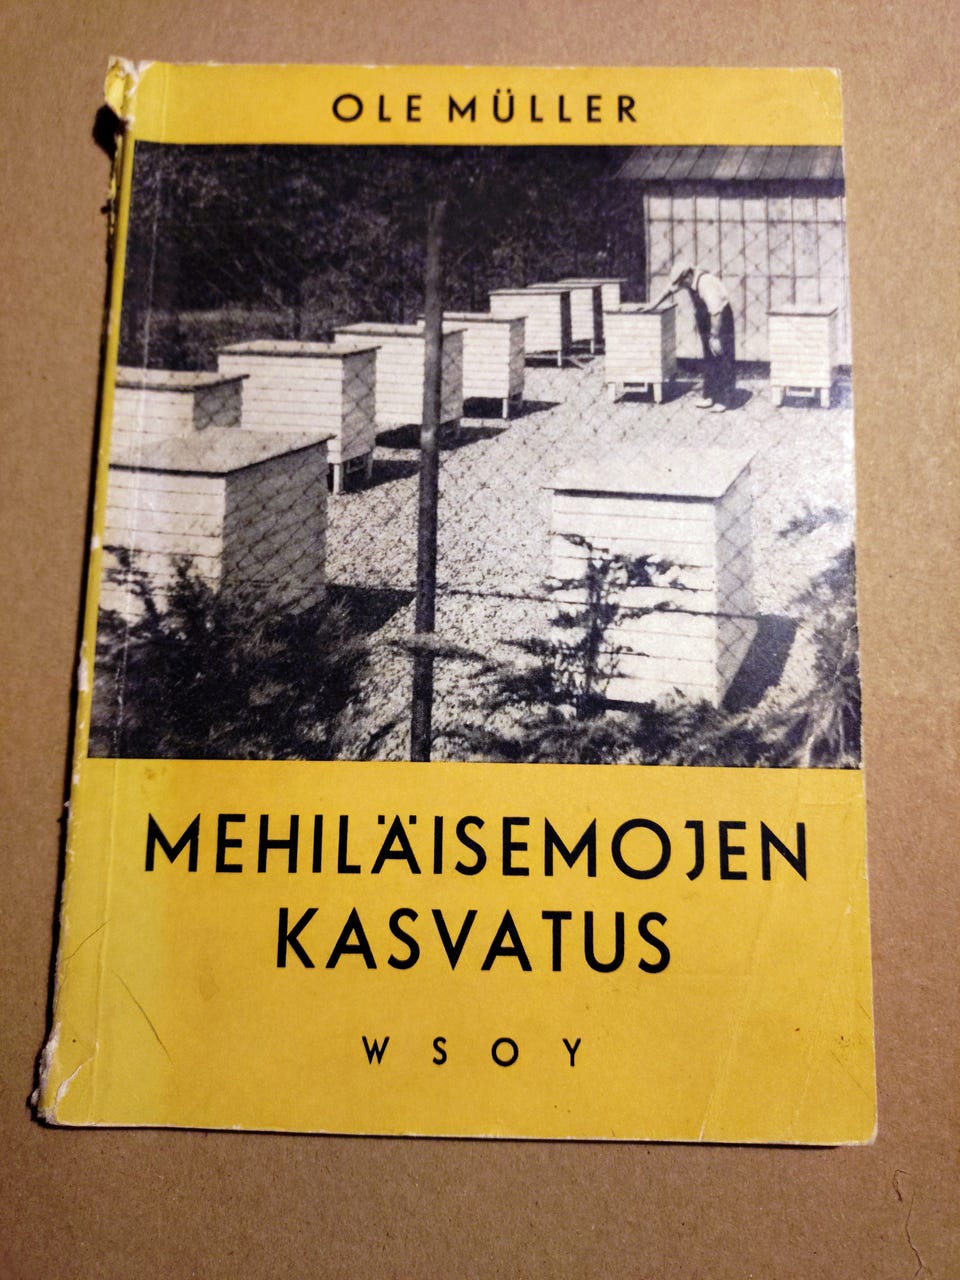 OLE MÜLLER
MEHILÄISEMOJEN
KASVATUS
WSOY